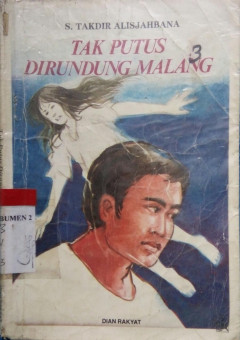 S. TAKDIR ALISJAHBANA
TAK PUTUS
DIRUNDUNG MALANG
3
BUMEN 2
DIAN RAKYAT